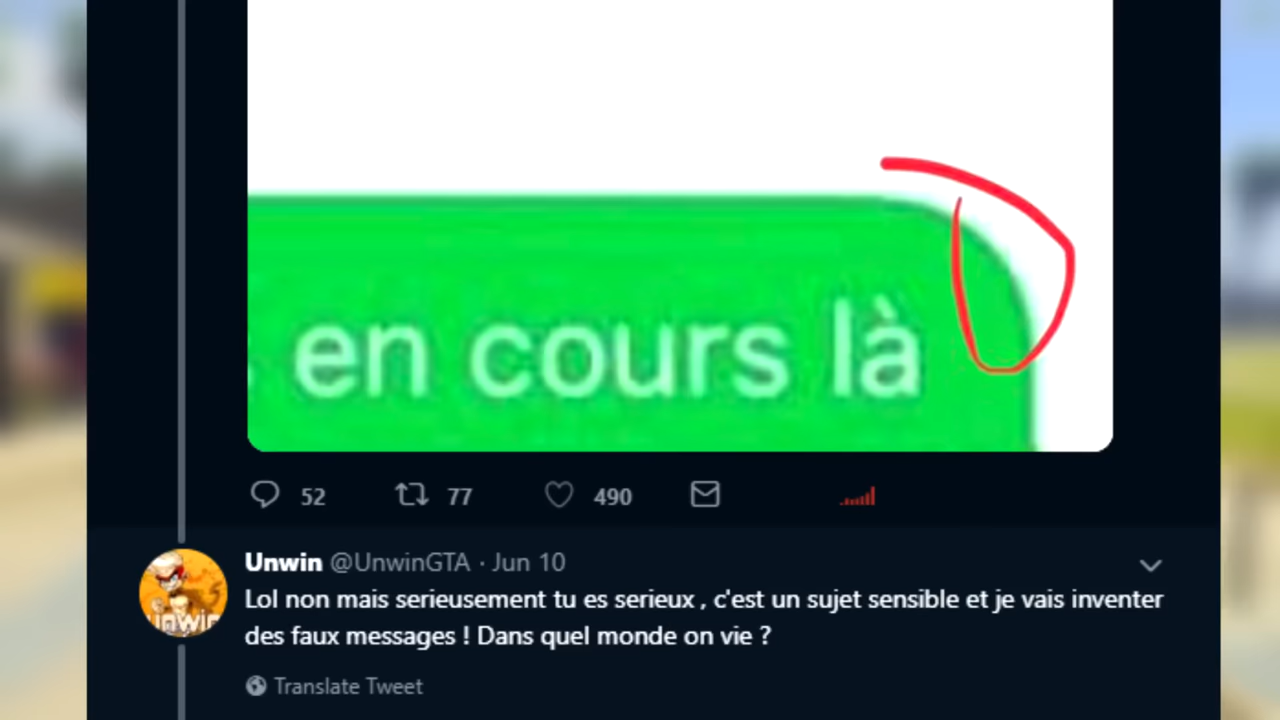 en cours là
52 77 490
Unwin @UnwinGTA · Jun 10
Lol non mais serieusement tu es serieux , c'est un sujet sensible et je vais inventer
des faux messages ! Dans quel monde on vie ?
Translate Tweet